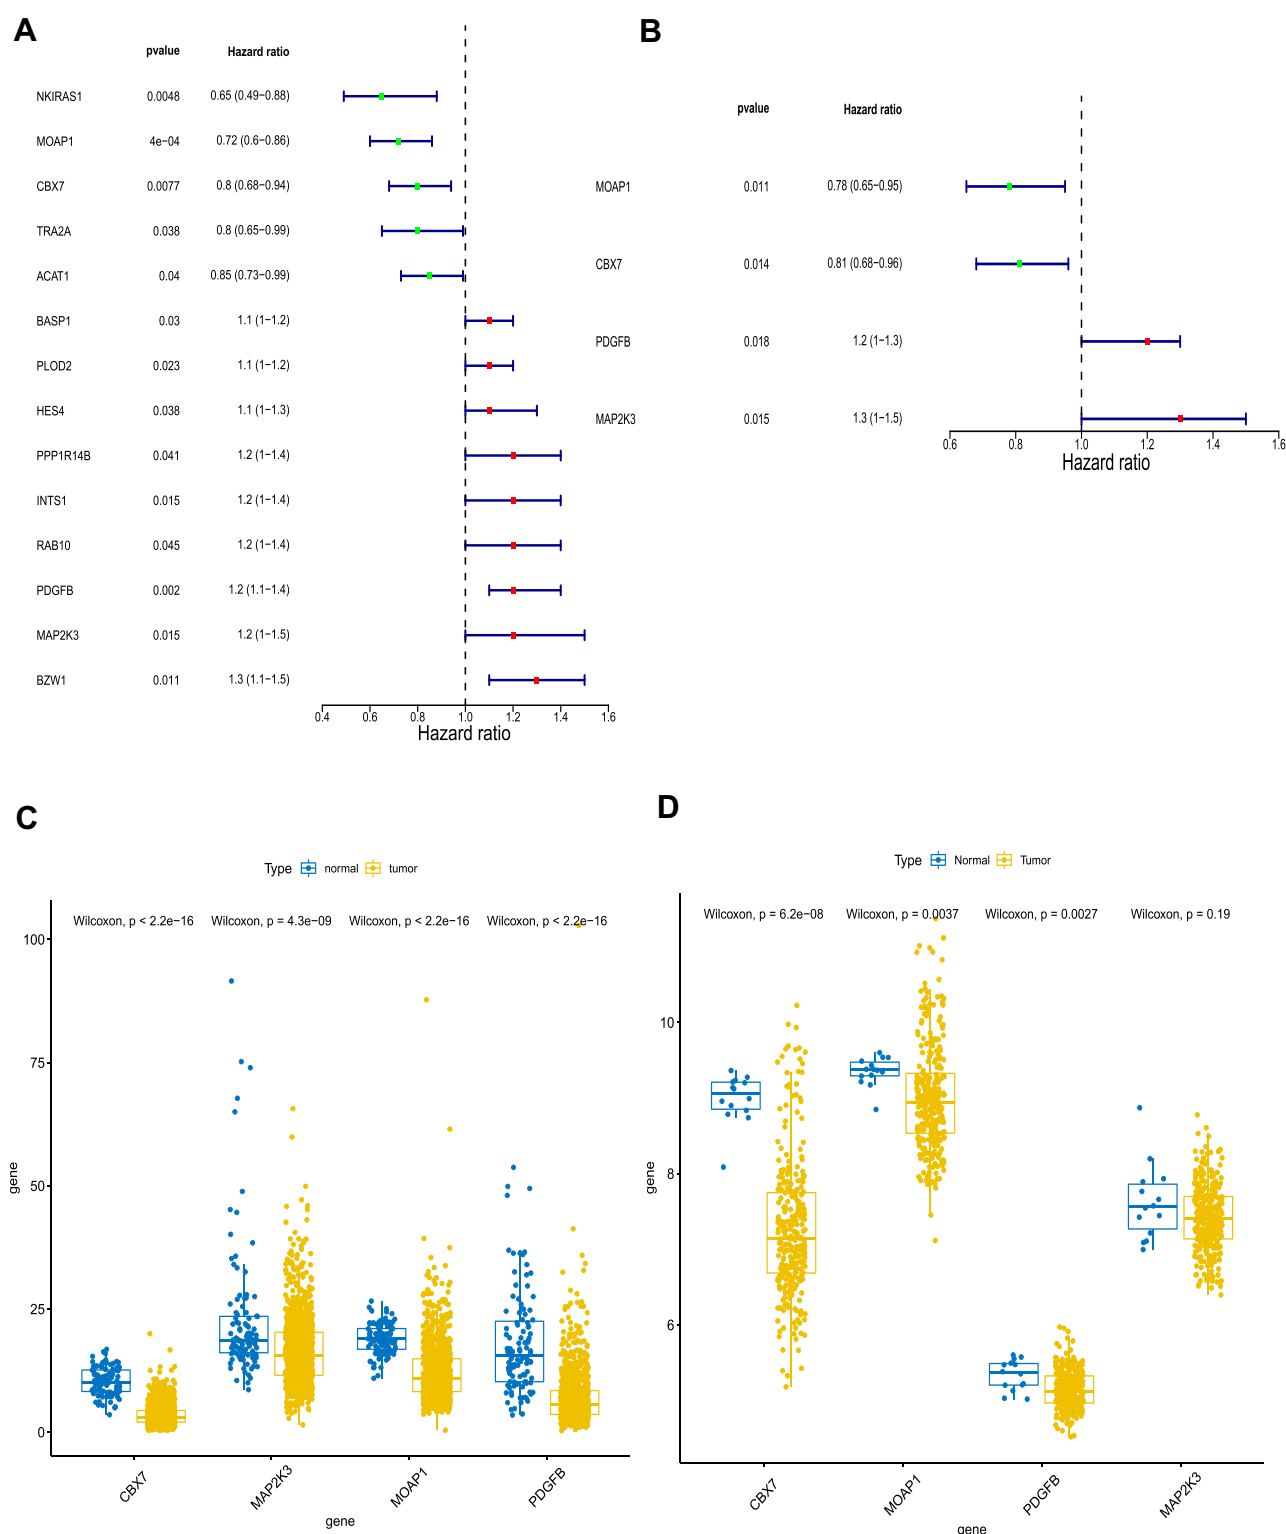 A
pvalue Hazard ratio
NKIRAS1 0.0048 0.65 (0.49−0.88)
MOAP1 4e−04 0.72 (0.6−0.86)
CBX7 0.0077 0.8 (0.68−0.94)
TRA2A 0.038 0.8 (0.65−0.99)
ACAT1 0.04 0.85 (0.73−0.99)
BASP1 0.03 1.1 (1−1.2)
PLOD2 0.023 1.1 (1−1.2)
HES4 0.038 1.1 (1−1.3)
PPP1R14B 0.041 1.2 (1−1.4)
INTS1 0.015 1.2 (1−1.4)
RAB10 0.045 1.2 (1−1.4)
PDGFB 0.002 1.2 (1.1−1.4)
MAP2K3 0.015 1.2 (1−1.5)
BZW1 0.011 1.3 (1.1−1.5)
0.4 0.6 0.8 1.0 1.2 1.4 1.6
Hazard ratio
B
pvalue Hazard ratio
MOAP1 0.011 0.78 (0.65−0.95)
CBX7 0.014 0.81 (0.68−0.96)
PDGFB 0.018 1.2 (1−1.3)
MAP2K3 0.015 1.3 (1−1.5)
0.6 0.8 1.0 1.2 1.4 1.6
Hazard ratio
C
Type normal tumor
Wilcoxon, p < 2.2e−16 Wilcoxon, p = 4.3e−09 Wilcoxon, p < 2.2e−16 Wilcoxon, p < 2.2e−16
100
75
50
25
0
gene
CBX7 MAP2K3 MOAP1 PDGFB
gene
D
Type Normal Tumor
Wilcoxon, p = 6.2e−08 Wilcoxon, p = 0.0037 Wilcoxon, p = 0.0027 Wilcoxon, p = 0.19
10
8
6
gene
CBX7 MOAP1 PDGFB MAP2K3
gene